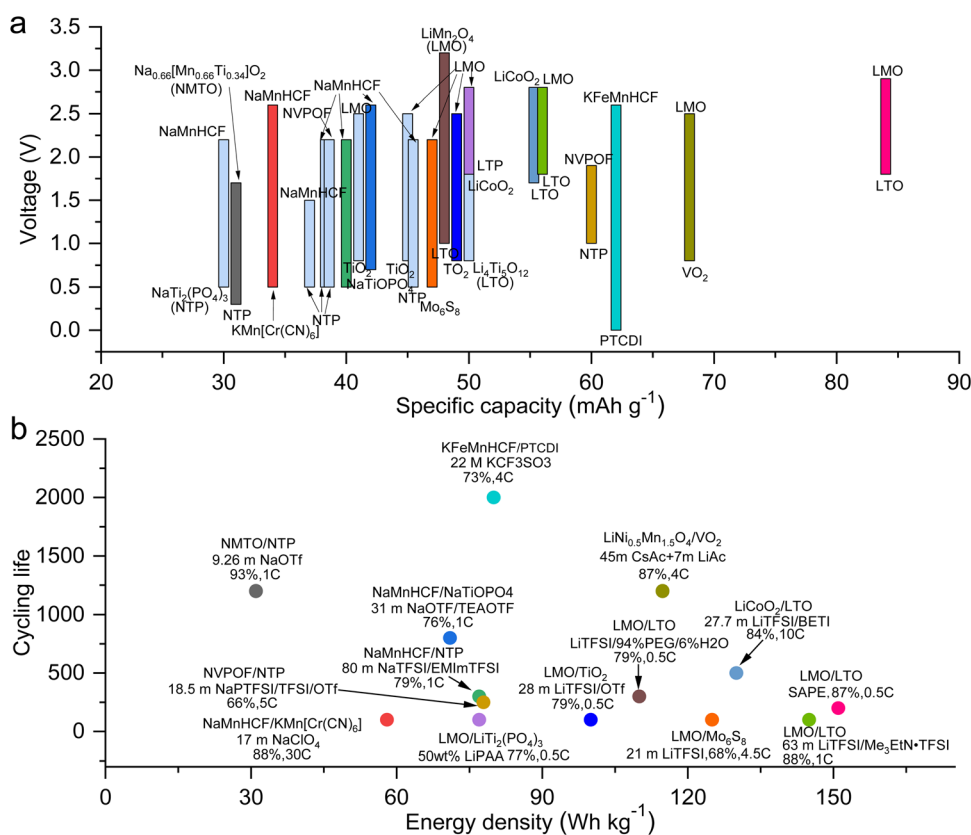 a
3.5
3.0
2.5
2.0
1.5
1.0
0.5
0.0
Voltage (V)
Na0.66[Mn0.66Ti0.34]O2
(NMTO)
NaMnHCF
NaMnHCF
NVPOF
NaMnHCF
NaMnHCF
LMO
LiMn2O4
(LMO)
LMO
LiCoO2
LMO
KFeMnHCF
NVPOF
LMO
LMO
LTP
LiCoO2
LTO
LTO
LTO
NTP
VO2
PTCDI
LTO
TiO2
NaTiOPO4
TiO2
NTP
Mo6S8
TO2
Li4Ti5O12
(LTO)
NaTi2(PO4)3
(NTP)
NTP
KMn[Cr(CN)6]
NTP
20
30
40
50
60
70
80
90
Specific capacity (mAh g-1)
b
2500
2000
1500
1000
500
0
Cycling life
KFeMnHCF/PTCDI
22 M KCF3SO3
73%,4C
NMTO/NTP
9.26 m NaOTf
93%,1C
LiNi0.5Mn1.5O4/VO2
45m CsAc+7m LiAc
87%,4C
NaMnHCF/NaTiOPO4
31 m NaOTF/TEAOTF
76%,1C
LiCoO2/LTO
27.7 m LiTFSI/BETI
84%,10C
LMO/LTO
LiTFSI/94%PEG/6%H2O
79%,0.5C
NaMnHCF/NTP
80 m NaTFSI/EMImTFSI
79%,1C
NVPOF/NTP
18.5 m NaPTFSI/TFSI/OTf
66%,5C
LMO/TiO2
28 m LiTFSI/OTf
79%,0.5C
LMO/LTO
SAPE, 87%,0.5C
NaMnHCF/KMn[Cr(CN)6]
17 m NaClO4
88%,30C
LMO/LiTi2(PO4)3
50wt% LiPAA 77%,0.5C
LMO/Mo6S8
21 m LiTFSI,68%,4.5C
LMO/LTO
63 m LiTFSI/Me3EtN•TFSI
88%,1C
0
30
60
90
120
150
Energy density (Wh kg-1)